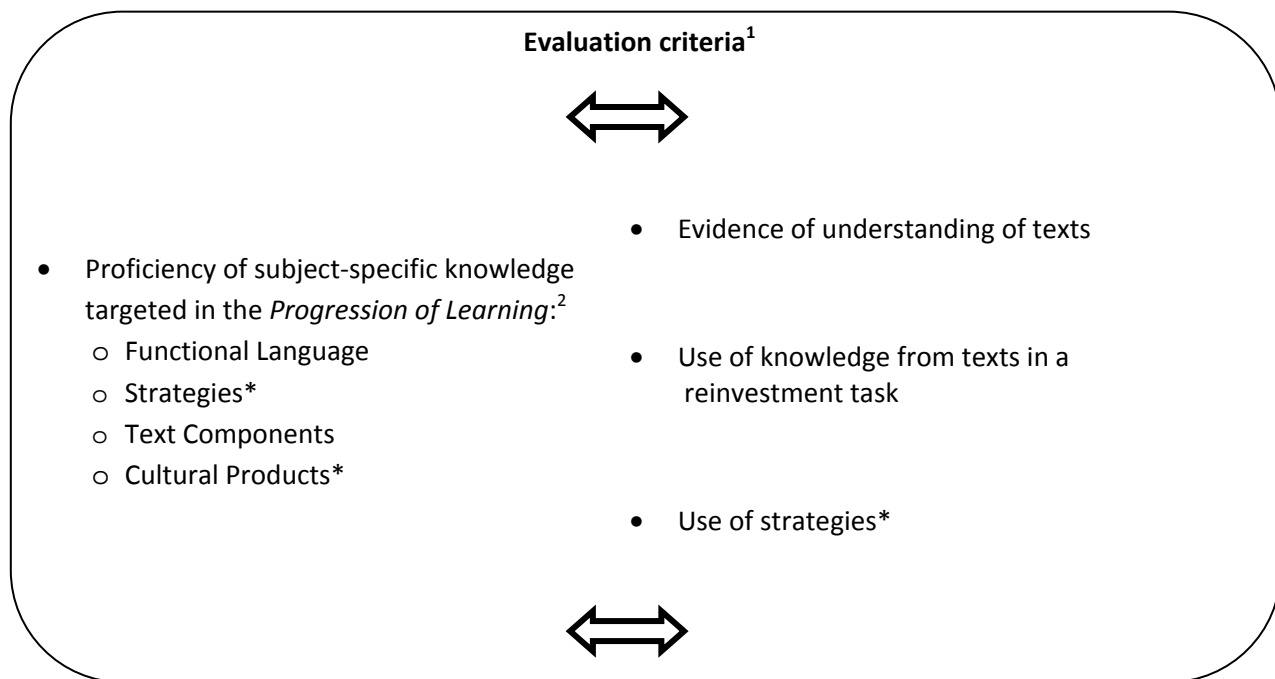 Evaluation criteria1
• Proficiency of subject-specific knowledge
targeted in the Progression of Learning:2
o Functional Language
o Strategies*
o Text Components
o Cultural Products*
• Evidence of understanding of texts
• Use of knowledge from texts in a
reinvestment task
• Use of strategies*